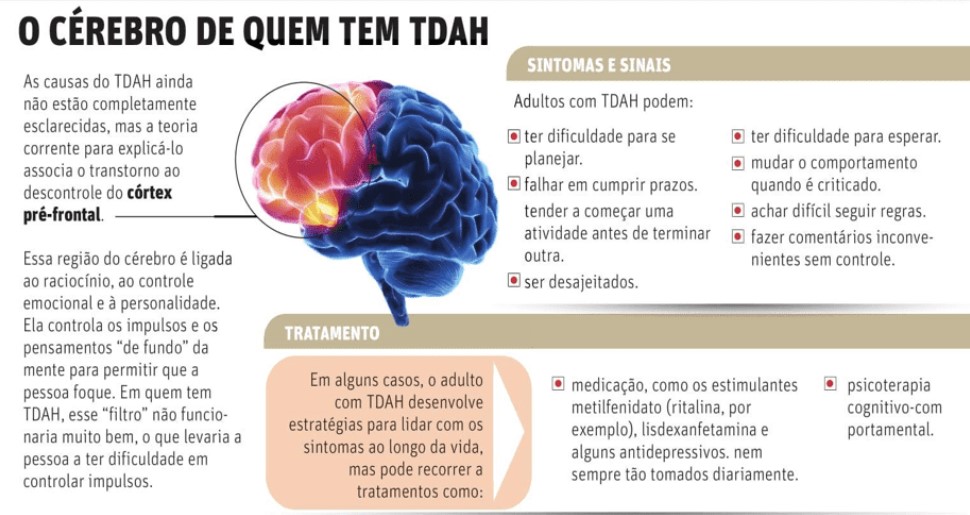 O CÉREBRO DE QUEM TEM TDAH
As causas do TDAH ainda
não estão completamente
esclarecidas, mas a teoria
corrente para explicá-lo
associa o transtorno ao
descontrole do córtex
pré-frontal.
Essa região do cérebro é ligada
ao raciocínio, ao controle
emocional e à personalidade.
Ela controla os impulsos e os
pensamentos “de fundo” da
mente para permitir que a
pessoa foque. Em quem tem
TDAH, esse “filtro” não funcio-
naria muito bem, o que levaria a
pessoa a ter dificuldade em
controlar impulsos.
SINTOMAS E SINAIS
Adultos com TDAH podem:
ter dificuldade para se
planejar.
falhar em cumprir prazos.
tender a começar uma
atividade antes de terminar
outra.
ser desajeitados.
ter dificuldade para esperar.
mudar o comportamento
quando é criticado.
achar difícil seguir regras.
fazer comentários inconve-
nientes sem controle.
TRATAMENTO
Em alguns casos, o adulto
com TDAH desenvolve
estratégias para lidar com os
sintomas ao longo da vida,
mas pode recorrer a
tratamentos como:
medicação, como os estimulantes
metilfenidato (ritalina, por
exemplo), lisdexanfetamina e
alguns antidepressivos. nem
sempre tão tomados diariamente.
psicoterapia
cognitivo-com
portamental.